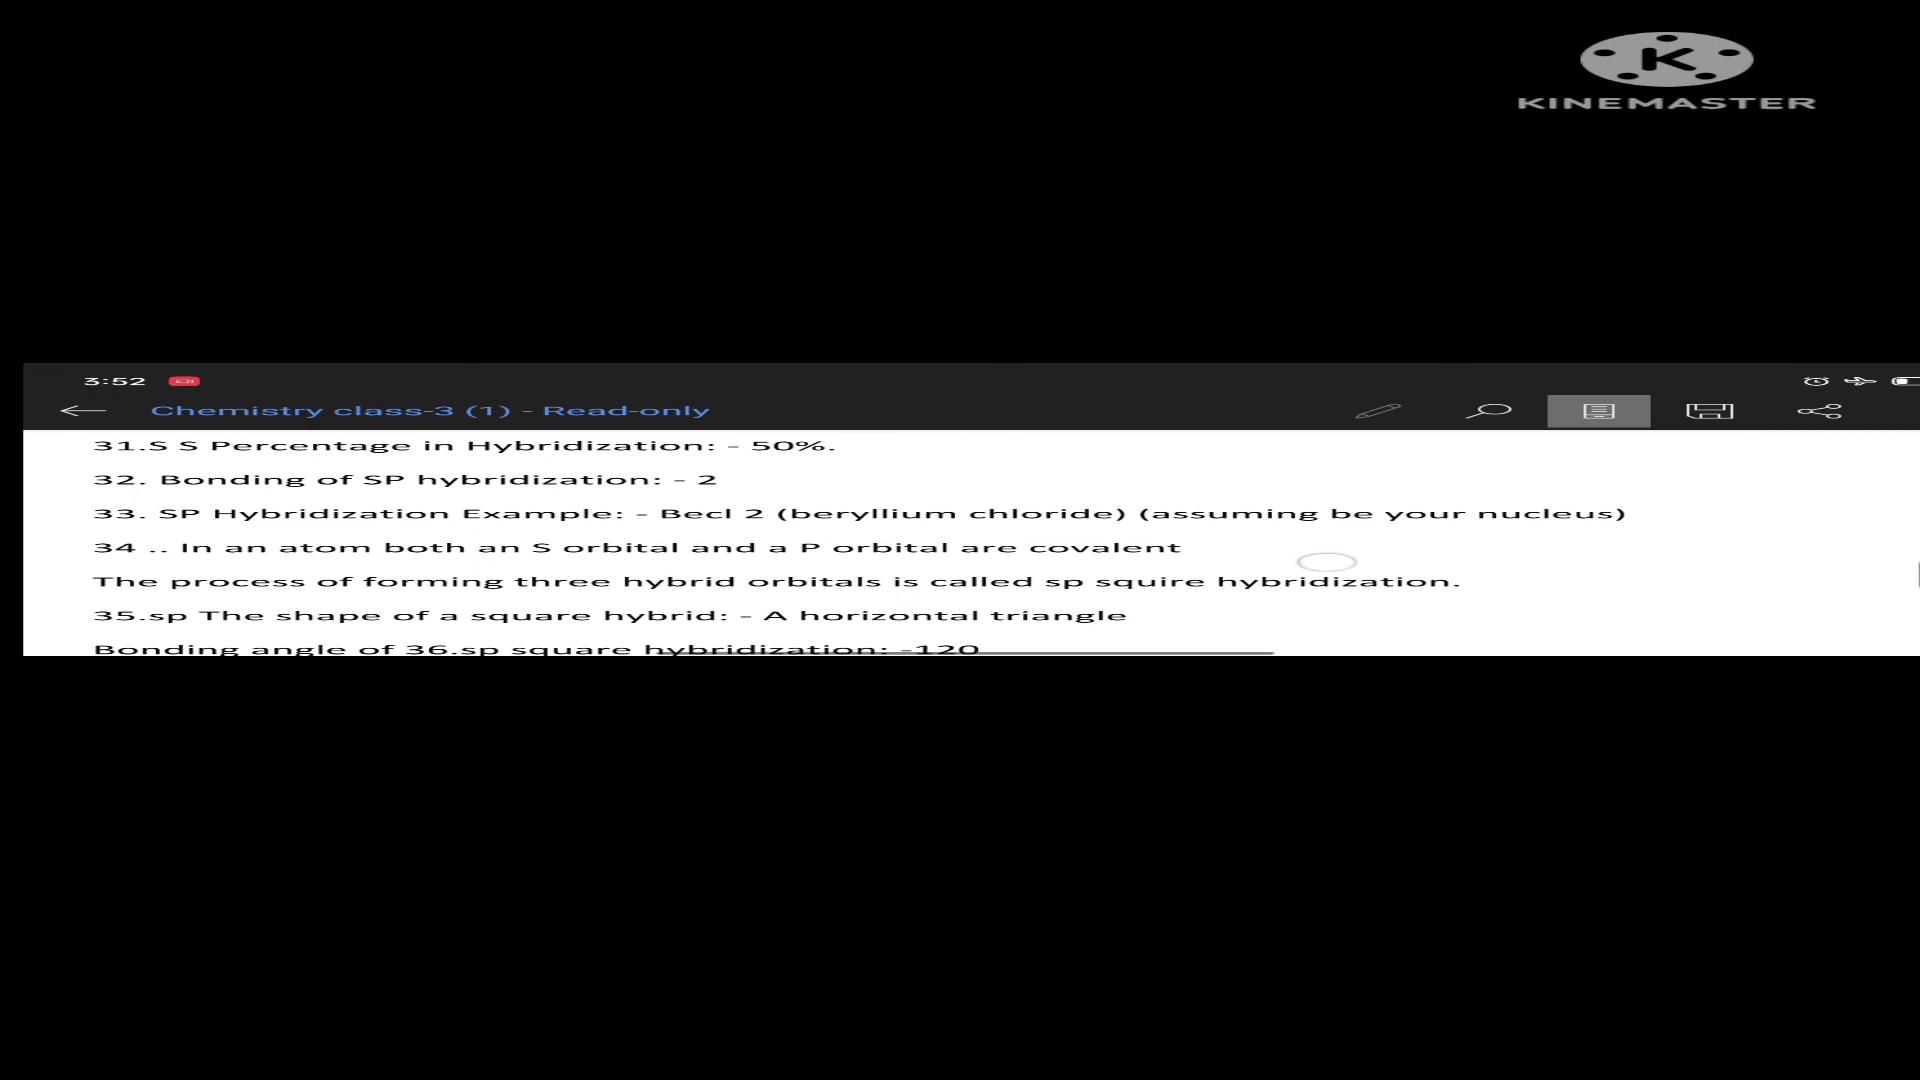 K
KINEMASTER
3:52
Chemistry class-3 (1) - Read-only
31.S S Percentage in Hybridization: - 50%.
32. Bonding of SP hybridization: - 2
33. SP Hybridization Example: - Becl 2 (beryllium chloride) (assuming be your nucleus)
34 .. In an atom both an S orbital and a P orbital are covalent
The process of forming three hybrid orbitals is called sp squire hybridization.
35.sp The shape of a square hybrid: - A horizontal triangle
Bonding angle of 36.sp square hybridization: -120